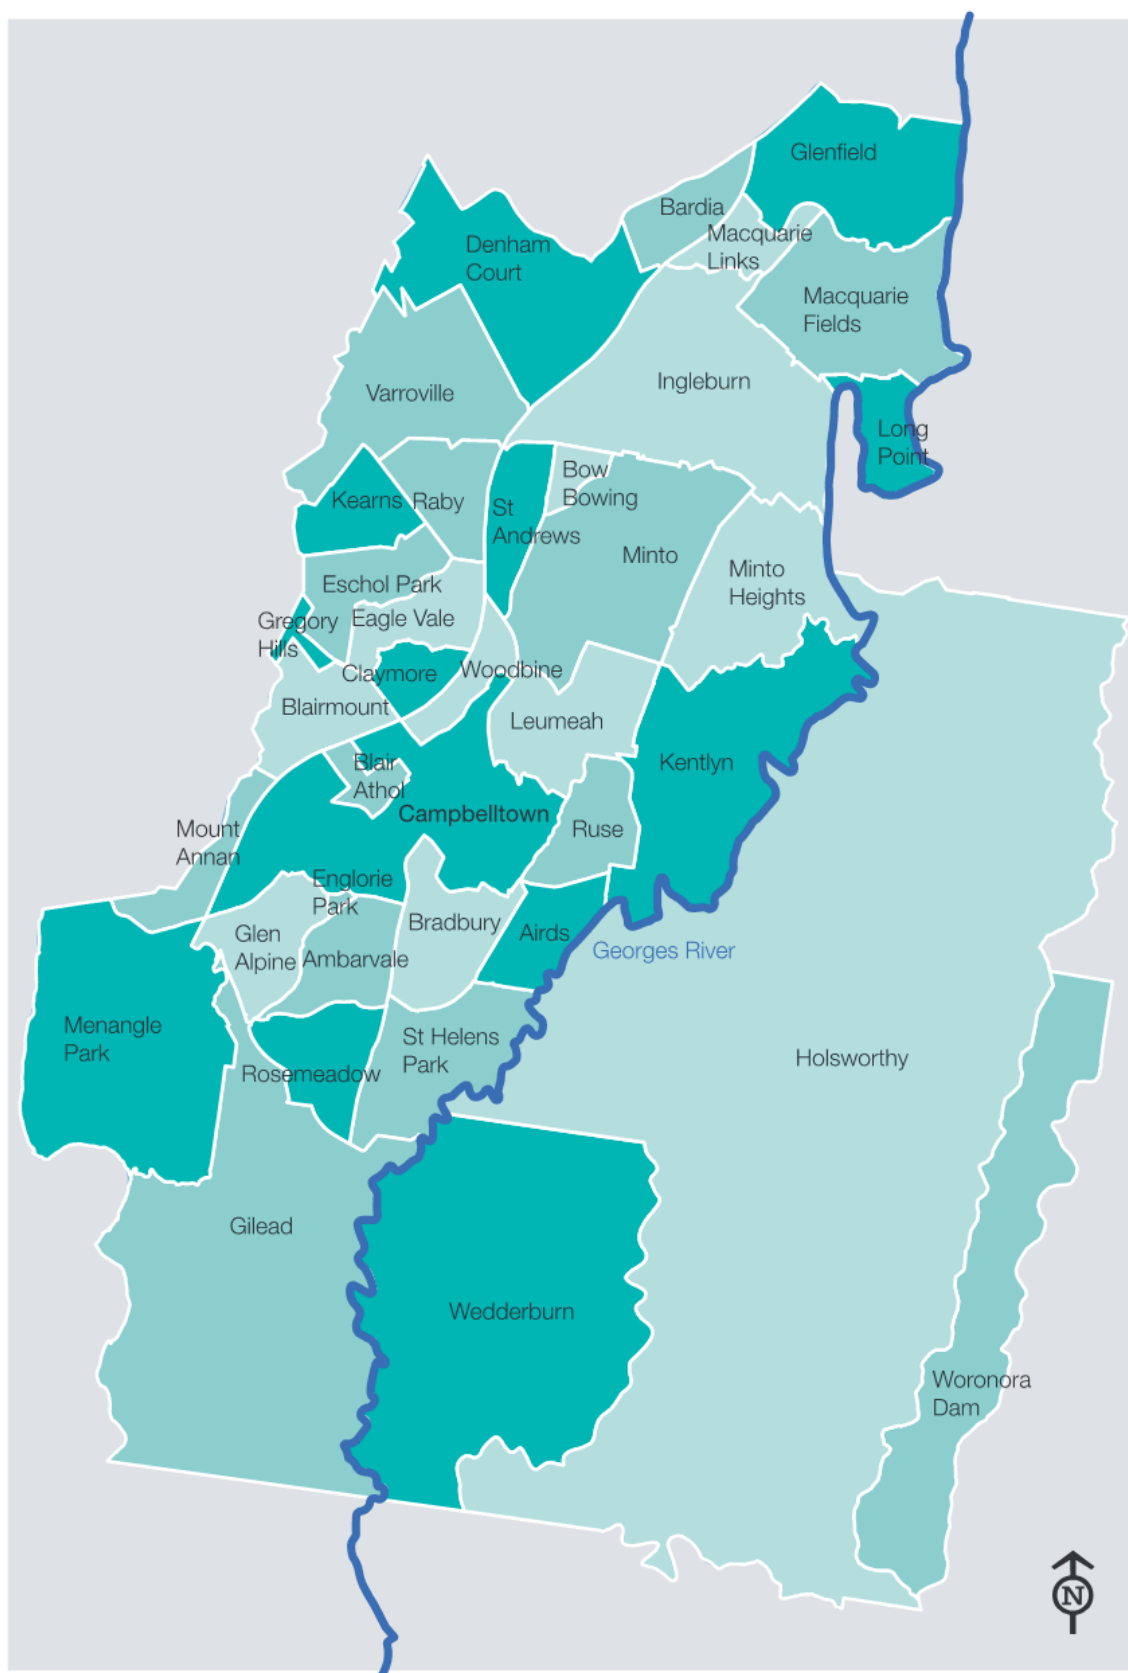 Glenfield
Bardia
Macquarie
Links
Denham
Court
Macquarie
Fields
Ingleburn
Varroville
Long
Point
Bow
Bowing
Kearns
Raby
St
Andrews
Minto
Minto
Heights
Eschol Park
Eagle Vale
Gregory
Hills
Claymore
Woodbine
Blairmount
Leumeah
Blair
Athol
Kentlyn
Campbelltown
Mount
Annan
Ruse
Englorie
Park
Glen
Alpine
Bradbury
Airds
Ambarvale
Georges River
Menangle
Park
St Helens
Park
Rosemeadow
Holsworthy
Gilead
Wedderburn
Woronora
Dam
N